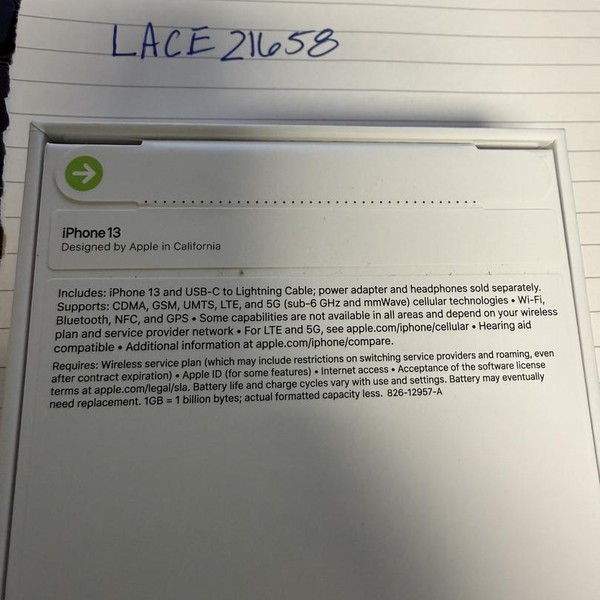 LACE21658
iPhone 13
Designed by Apple in California
Includes: iPhone 13 and USB-C to Lightning Cable; power adapter and headphones sold separately.
Supports: CDMA, GSM, UMTS, LTE, and 5G (sub-6 GHz and mmWave) cellular technologies • Wi-Fi,
Bluetooth, NFC, and GPS • Some capabilities are not available in all areas and depend on your wireless
plan and service provider network • For LTE and 5G, see apple.com/iphone/cellular • Hearing aid
compatible • Additional information at apple.com/iphone/compare.
Requires: Wireless service plan (which may include restrictions on switching service providers and roaming, even
after contract expiration) • Apple ID (for some features) • Internet access • Acceptance of the software license
terms at apple.com/legal/sla. Battery life and charge cycles vary with use and settings. Battery may eventually
need replacement. 1GB = 1 billion bytes; actual formatted capacity less. 826-12957-A